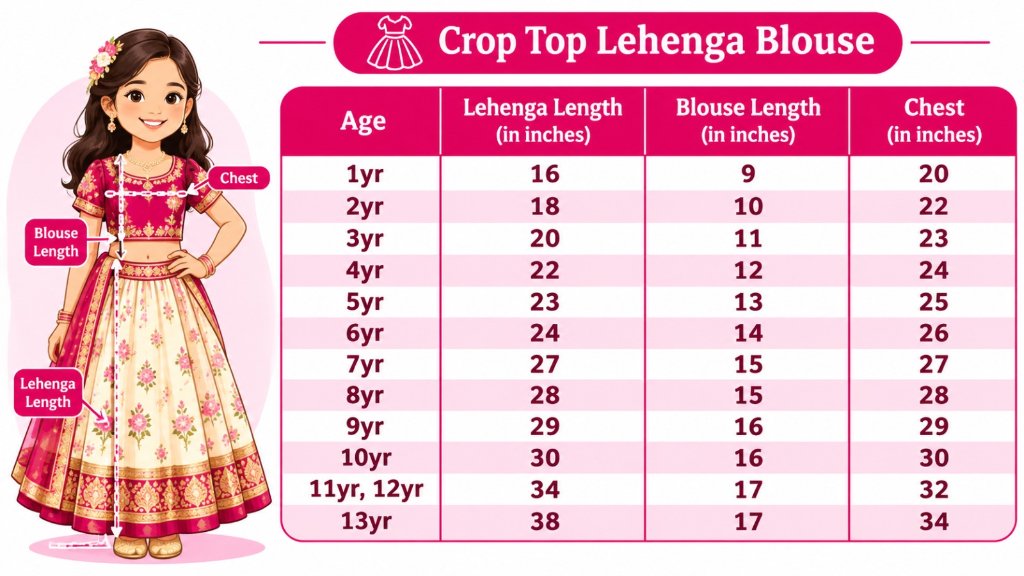 Crop Top Lehenga Blouse
Chest
Blouse
Length
Lehenga
Length
Age Lehenga Length (in inches) Blouse Length (in inches) Chest (in inches)
1yr 16 9 20
2yr 18 10 22
3yr 20 11 23
4yr 22 12 24
5yr 23 13 25
6yr 24 14 26
7yr 27 15 27
8yr 28 15 28
9yr 29 16 29
10yr 30 16 30
11yr, 12yr 34 17 32
13yr 38 17 34